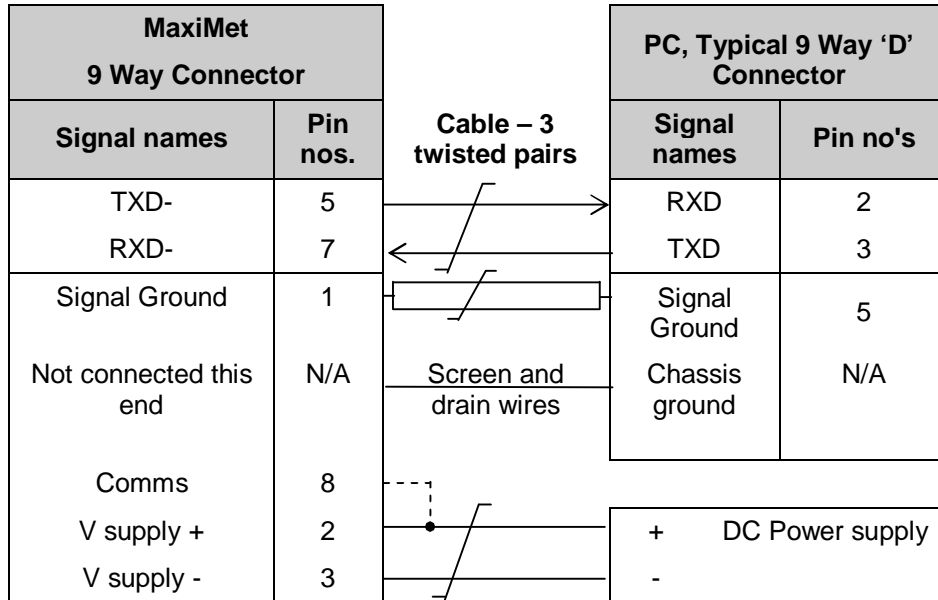 MaxiMet
9 Way Connector
PC, Typical 9 Way ‘D’
Connector
Signal names
Pin
nos.
Cable – 3
twisted pairs
Signal
names
Pin no's
TXD-
5
RXD
2
RXD-
7
TXD
3
Signal Ground
1
Signal
Ground
5
Not connected this
end
N/A
Screen and
drain wires
Chassis
ground
N/A
Comms
8
V supply +
2
+ DC Power supply
V supply -
3
-